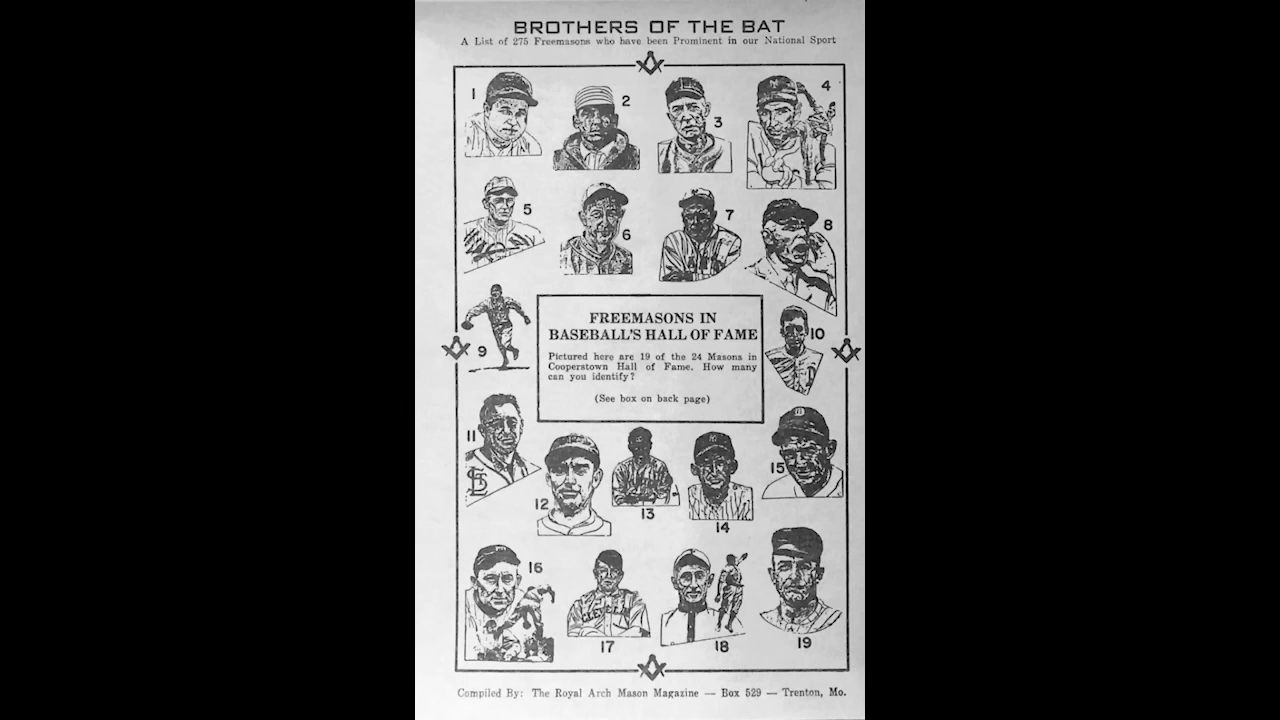 BROTHERS OF THE BAT
A List of 275 Freemasons who have been Prominent in our National Sport
1
2
3
4
5
6
7
8
9
10
FREEMASONS IN
BASEBALL'S HALL OF FAME
Pictured here are 19 of the 24 Masons in
Cooperstown Hall of Fame. How many
can you identify?
(See box on back page)
11
12
13
14
15
16
17
CLEVELAND
18
19
Compiled By: The Royal Arch Mason Magazine — Box 529 — Trenton, Mo.